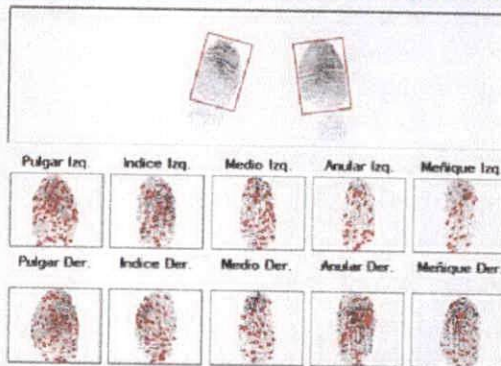 Pulgar Izq. Indice Izq. Medio Izq. Anular Izq. Meñique Izq.
Pulgar Der. Indice Der. Medio Der. Anular Der. Meñique Der.